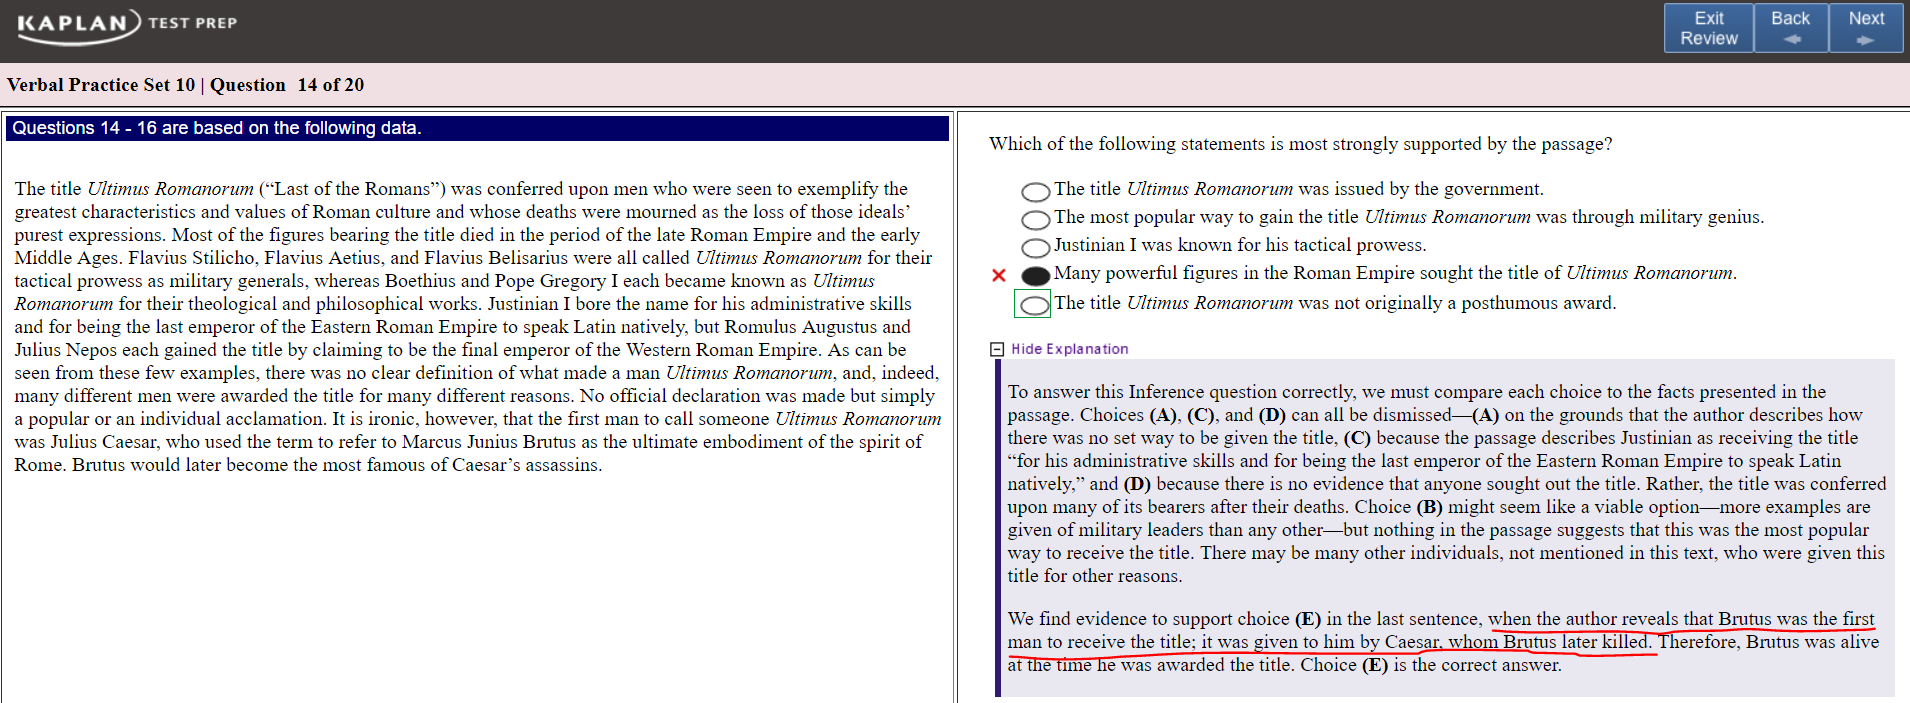 KAPLAN TEST PREP
Exit Review
Back
Next
Verbal Practice Set 10 | Question 14 of 20
Questions 14 - 16 are based on the following data.
The title Ultimus Romanorum (“Last of the Romans”) was conferred upon men who were seen to exemplify the
greatest characteristics and values of Roman culture and whose deaths were mourned as the loss of those ideals’
purest expressions. Most of the figures bearing the title died in the period of the late Roman Empire and the early
Middle Ages. Flavius Stilicho, Flavius Aetius, and Flavius Belisarius were all called Ultimus Romanorum for their
tactical prowess as military generals, whereas Boethius and Pope Gregory I each became known as Ultimus
Romanorum for their theological and philosophical works. Justinian I bore the name for his administrative skills
and for being the last emperor of the Eastern Roman Empire to speak Latin natively, but Romulus Augustus and
Julius Nepos each gained the title by claiming to be the final emperor of the Western Roman Empire. As can be
seen from these few examples, there was no clear definition of what made a man Ultimus Romanorum, and, indeed,
many different men were awarded the title for many different reasons. No official declaration was made but simply
a popular or an individual acclamation. It is ironic, however, that the first man to call someone Ultimus Romanorum
was Julius Caesar, who used the term to refer to Marcus Junius Brutus as the ultimate embodiment of the spirit of
Rome. Brutus would later become the most famous of Caesar’s assassins.
Which of the following statements is most strongly supported by the passage?
The title Ultimus Romanorum was issued by the government.
The most popular way to gain the title Ultimus Romanorum was through military genius.
Justinian I was known for his tactical prowess.
Many powerful figures in the Roman Empire sought the title of Ultimus Romanorum.
The title Ultimus Romanorum was not originally a posthumous award.
Hide Explanation
To answer this Inference question correctly, we must compare each choice to the facts presented in the
passage. Choices (A), (C), and (D) can all be dismissed—(A) on the grounds that the author describes how
there was no set way to be given the title, (C) because the passage describes Justinian as receiving the title
“for his administrative skills and for being the last emperor of the Eastern Roman Empire to speak Latin
natively,” and (D) because there is no evidence that anyone sought out the title. Rather, the title was conferred
upon many of its bearers after their deaths. Choice (B) might seem like a viable option—more examples are
given of military leaders than any other—but nothing in the passage suggests that this was the most popular
way to receive the title. There may be many other individuals, not mentioned in this text, who were given this
title for other reasons.
We find evidence to support choice (E) in the last sentence, when the author reveals that Brutus was the first
man to receive the title; it was given to him by Caesar, whom Brutus later killed. Therefore, Brutus was alive
at the time he was awarded the title. Choice (E) is the correct answer.